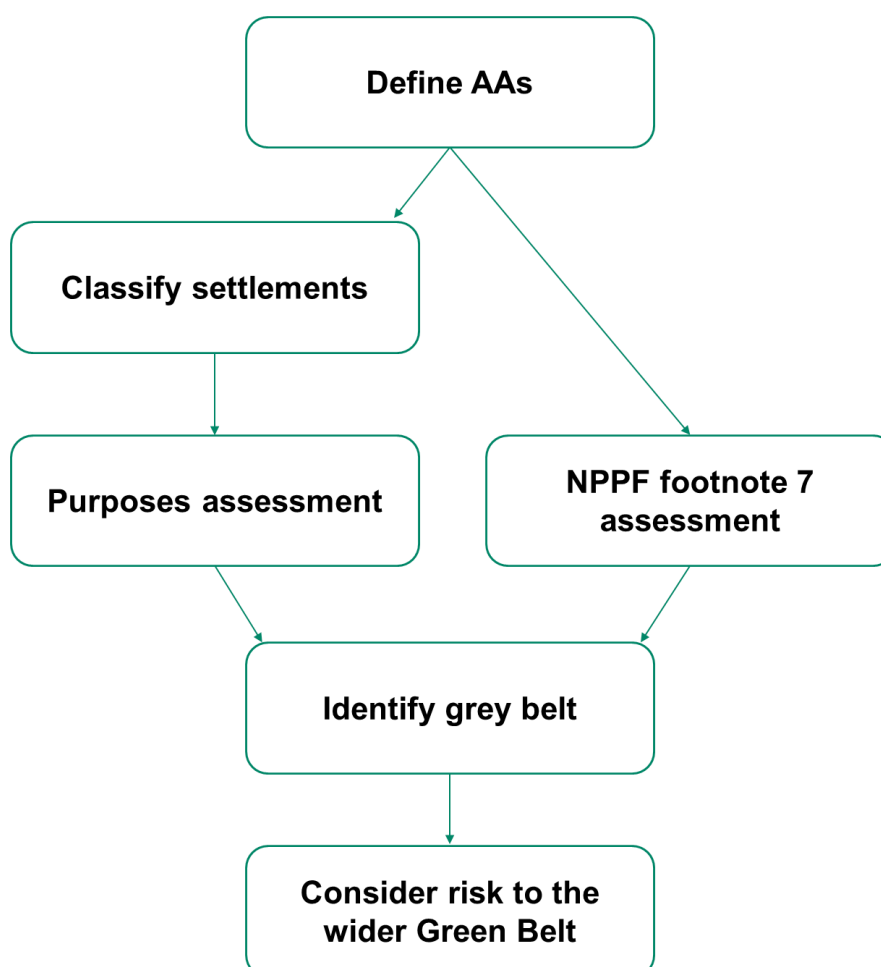 Define AAs
Classify settlements
Purposes assessment
NPPF footnote 7
assessment
Identify grey belt
Consider risk to the
wider Green Belt